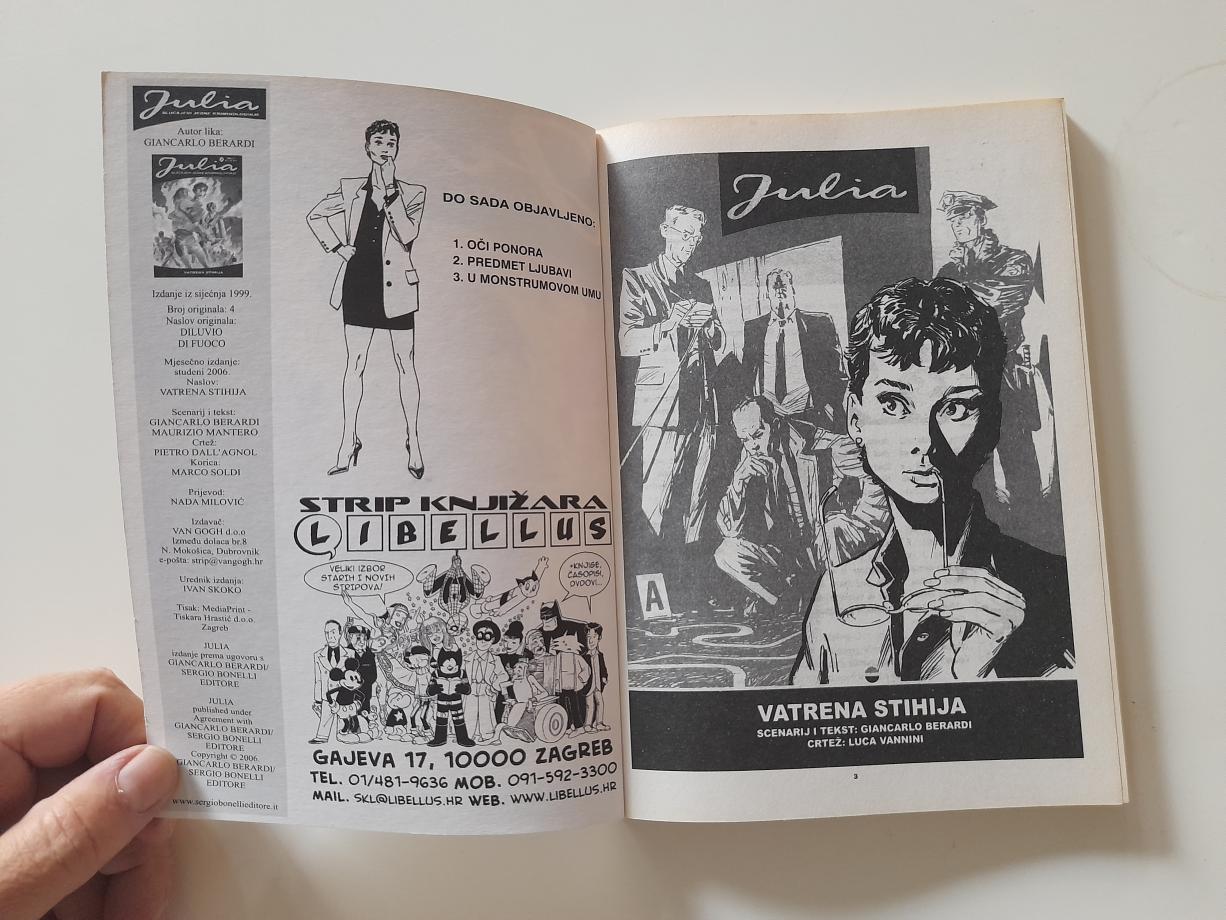 Julia
SLUČAJEVI JEDNE KRIMINOLOGINJE
Autor lika:
GIANCARLO BERARDI
Julia
VATRENA STIHIJA
Izdanje iz siječnja 1999.
Broj originala: 4
Naslov originala:
DILUVIO
DI FUOCO
Mjesečno izdanje:
studeni 2006.
Naslov:
VATRENA STIHIJA
Scenarij i tekst:
GIANCARLO BERARDI
MAURIZIO MANTERO
Crtež:
PIETRO DALL'AGNOL
Korica:
MARCO SOLDI
Prijevod:
NADA MILOVIĆ
Izdavač:
VAN GOGH d.o.o
Između dolaca br.8
N. Mokošica, Dubrovnik
e-pošta: strip@vangogh.hr
Urednik izdanja:
IVAN SKOKO
Tisak: MediaPrint -
Tiskara Hrastić d.o.o.
Zagreb
JULIA
izdanje prema ugovoru s
GIANCARLO BERARDI/
SERGIO BONELLI
EDITORE
JULIA
published under
Agreement with
GIANCARLO BERARDI/
SERGIO BONELLI
EDITORE
Copyright © 2006.
GIANCARLO BERARDI/
SERGIO BONELLI
EDITORE
www.sergiobonellieditore.it
DO SADA OBJAVLJENO:
1. OČI PONORA
2. PREDMET LJUBAVI
3. U MONSTRUMOVOM UMU
STRIP KNJIŽARA
LIBELLUS
VELIKI IZBOR
STARIH I NOVIH
STRIPOVA!
+KNJIGE,
ČASOPISI,
DVDOVI...
GAJEVA 17, 10000 ZAGREB
TEL. 01/481-9636 MOB. 091-592-3300
MAIL. SKL@LIBELLUS.HR WEB. WWW.LIBELLUS.HR
Julia
A
VATRENA STIHIJA
SCENARIJ I TEKST: GIANCARLO BERARDI
CRTEŽ: LUCA VANNINI
3